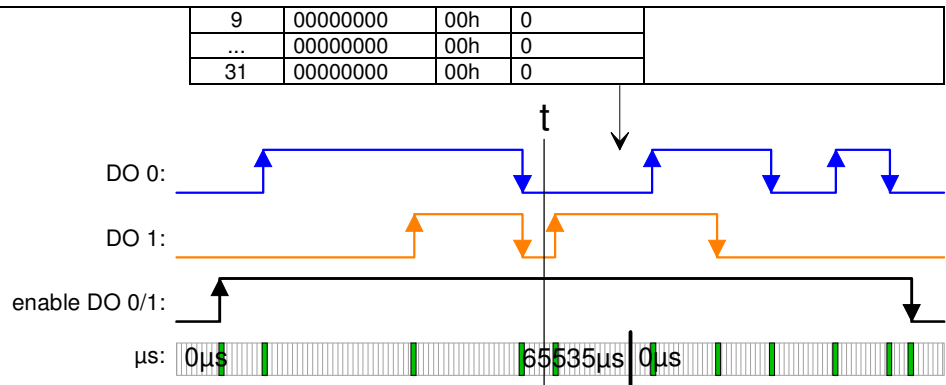 9 00000000 00h 0
... 00000000 00h 0
31 00000000 00h 0
t
DO 0:
DO 1:
enable DO 0/1:
µs: 0µs 65535µs 0µs